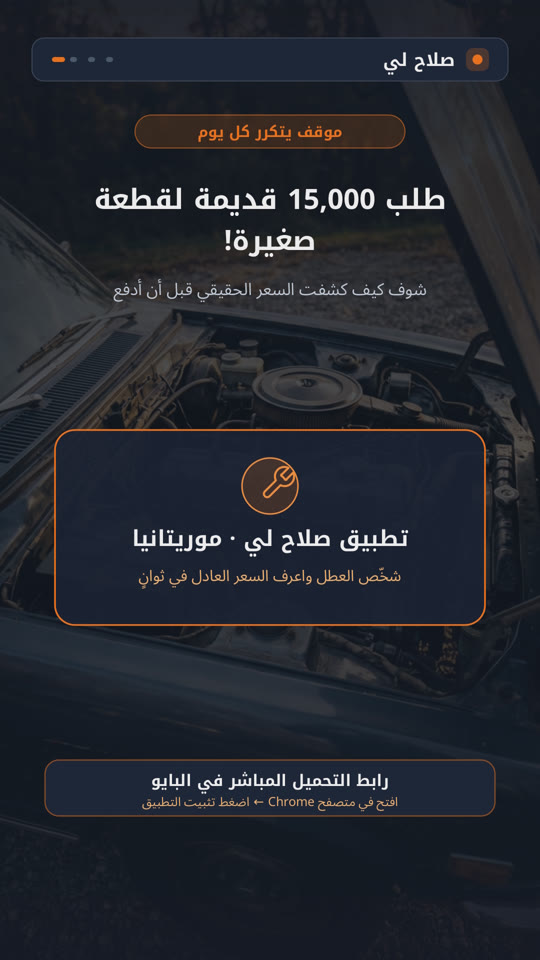 صلاح لي
موقف يتكرر كل يوم
طلب 15,000 قديمة لقطعة
صغيرة!
شوف كيف كشفت السعر الحقيقي قبل أن أدفع
تطبيق صلاح لي · موريتانيا
شخّص العطل واعرف السعر العادل في ثوانٍ
رابط التحميل المباشر في البايو
افتح في متصفح Chrome ← اضغط تثبيت التطبيق